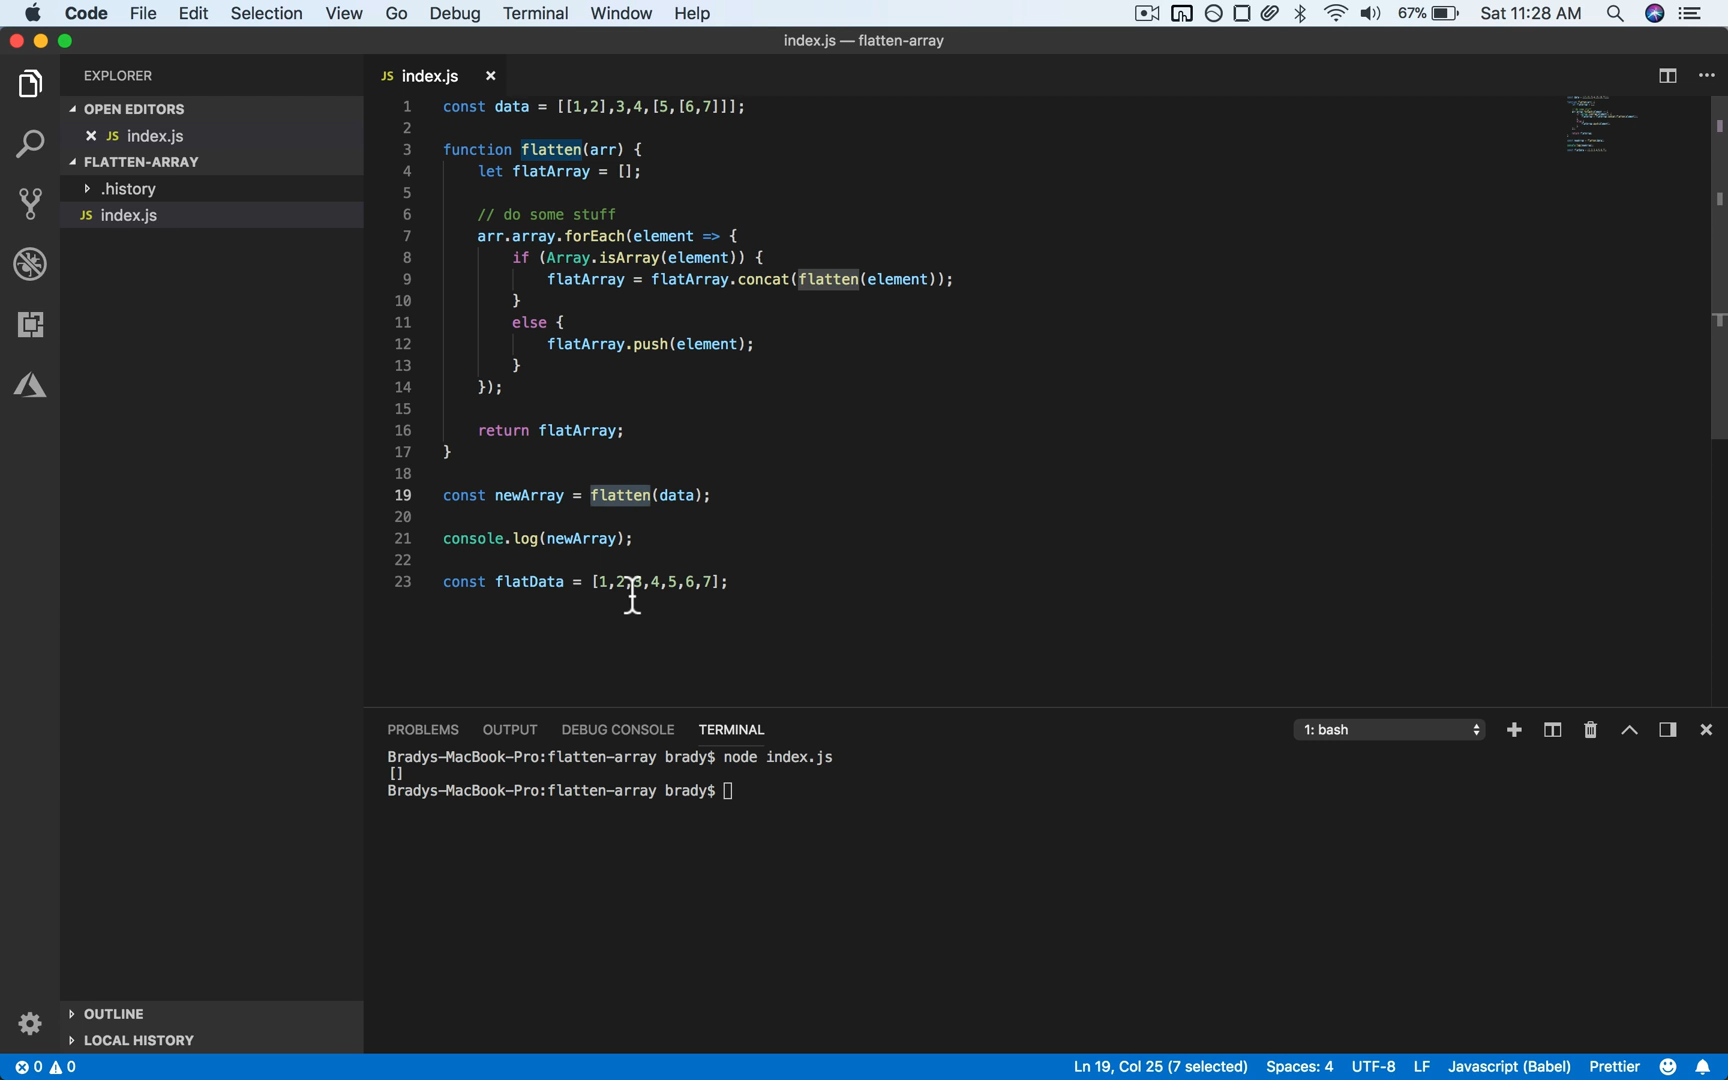 Code File Edit Selection View Go Debug Terminal Window Help 67% Sat 11:28 AM
index.js — flatten-array
EXPLORER
OPEN EDITORS
JS index.js
FLATTEN-ARRAY
.history
JS index.js
OUTLINE
LOCAL HISTORY
JS index.js
1 const data = [[1,2],3,4,[5,[6,7]]];
2
3 function flatten(arr) {
4 let flatArray = [];
5
6 // do some stuff
7 arr.array.forEach(element => {
8 if (Array.isArray(element)) {
9 flatArray = flatArray.concat(flatten(element));
10 }
11 else {
12 flatArray.push(element);
13 }
14 });
15
16 return flatArray;
17 }
18
19 const newArray = flatten(data);
20
21 console.log(newArray);
22
23 const flatData = [1,2,3,4,5,6,7];
PROBLEMS OUTPUT DEBUG CONSOLE TERMINAL 1: bash
Bradys-MacBook-Pro:flatten-array brady$ node index.js
[]
Bradys-MacBook-Pro:flatten-array brady$
0 0 Ln 19, Col 25 (7 selected) Spaces: 4 UTF-8 LF Javascript (Babel) Prettier